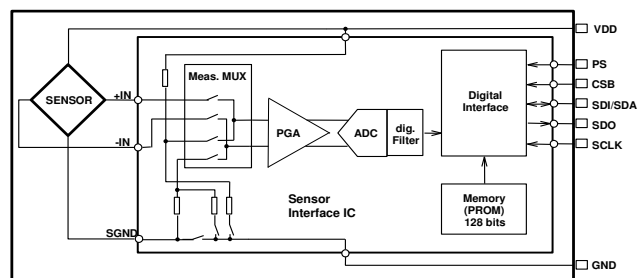 VDD
Meas. MUX
PS
SENSOR
+IN
Digital
Interface
CSB
SDI/SDA
-IN
PGA
ADC
dig.
Filter
SDO
SCLK
Sensor
Interface IC
Memory
(PROM)
128 bits
SGND
GND